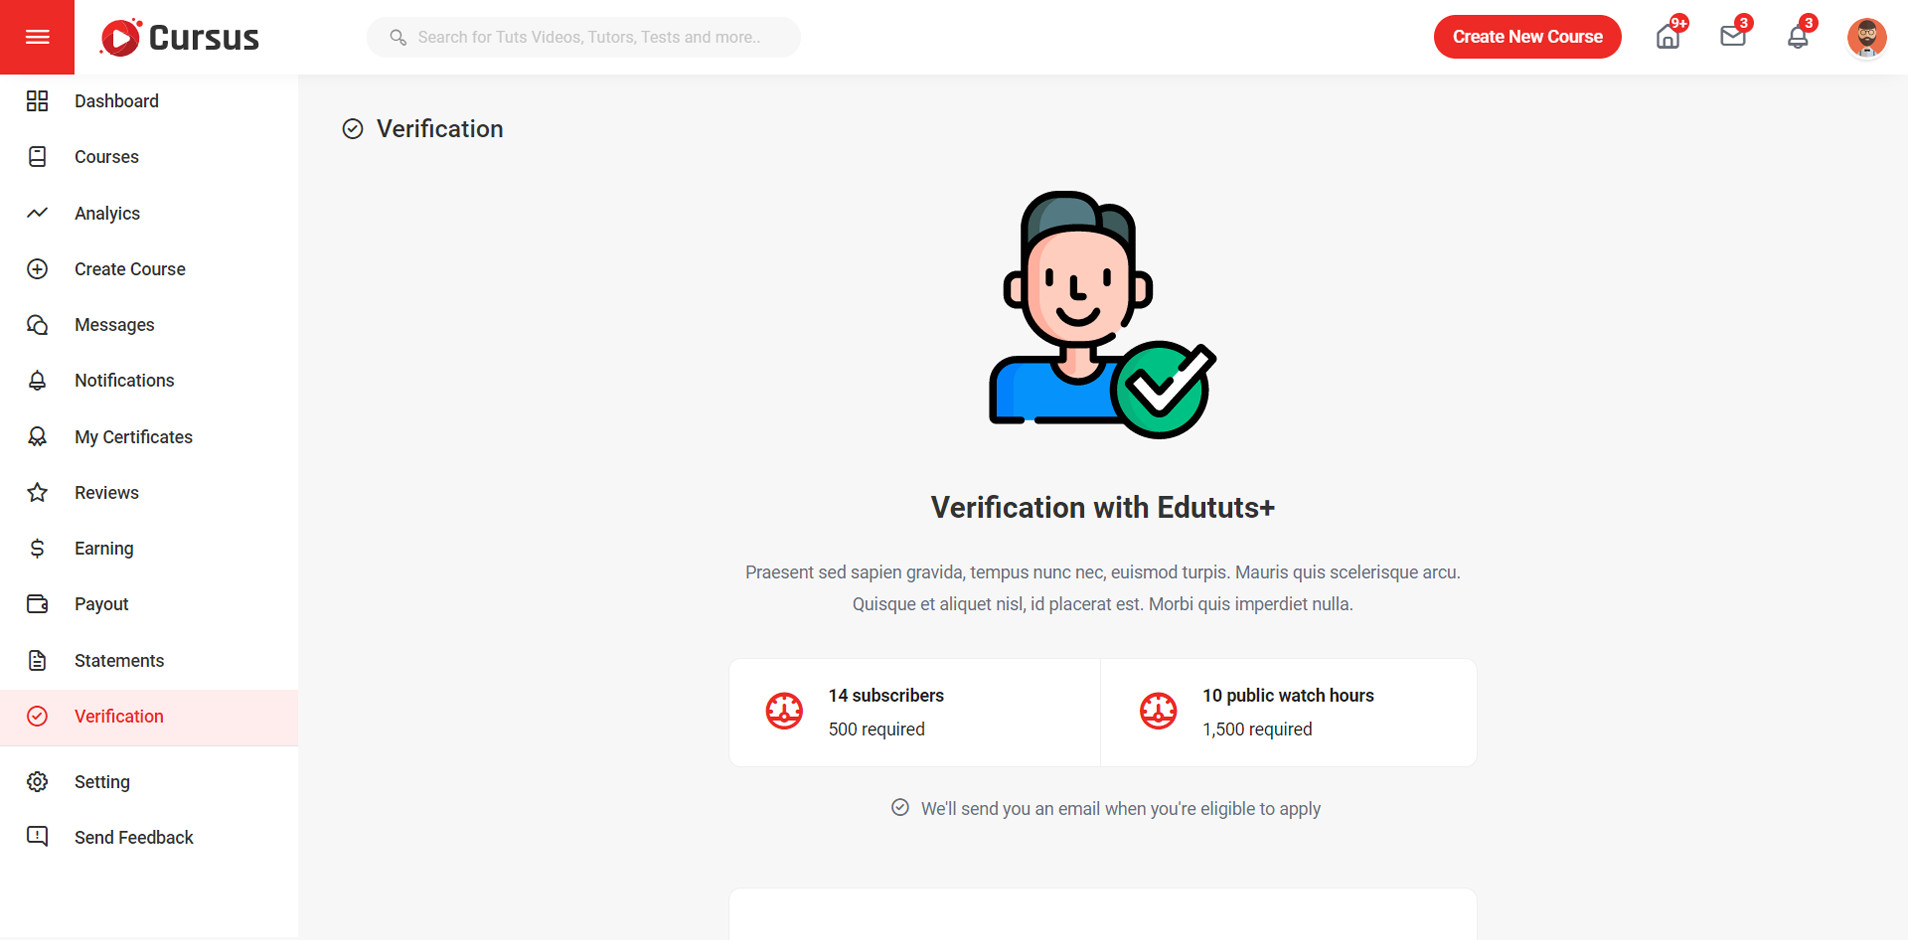 Cursus
Search for Tuts Videos, Tutors, Tests and more..
Create New Course
9+
3
3
Dashboard
Courses
Analyics
Create Course
Messages
Notifications
My Certificates
Reviews
Earning
Payout
Statements
Verification
Setting
Send Feedback
Verification
Verification with Edututs+
Praesent sed sapien gravida, tempus nunc nec, euismod turpis. Mauris quis scelerisque arcu.
Quisque et aliquet nisl, id placerat est. Morbi quis imperdiet nulla.
14 subscribers
500 required
10 public watch hours
1,500 required
We'll send you an email when you're eligible to apply